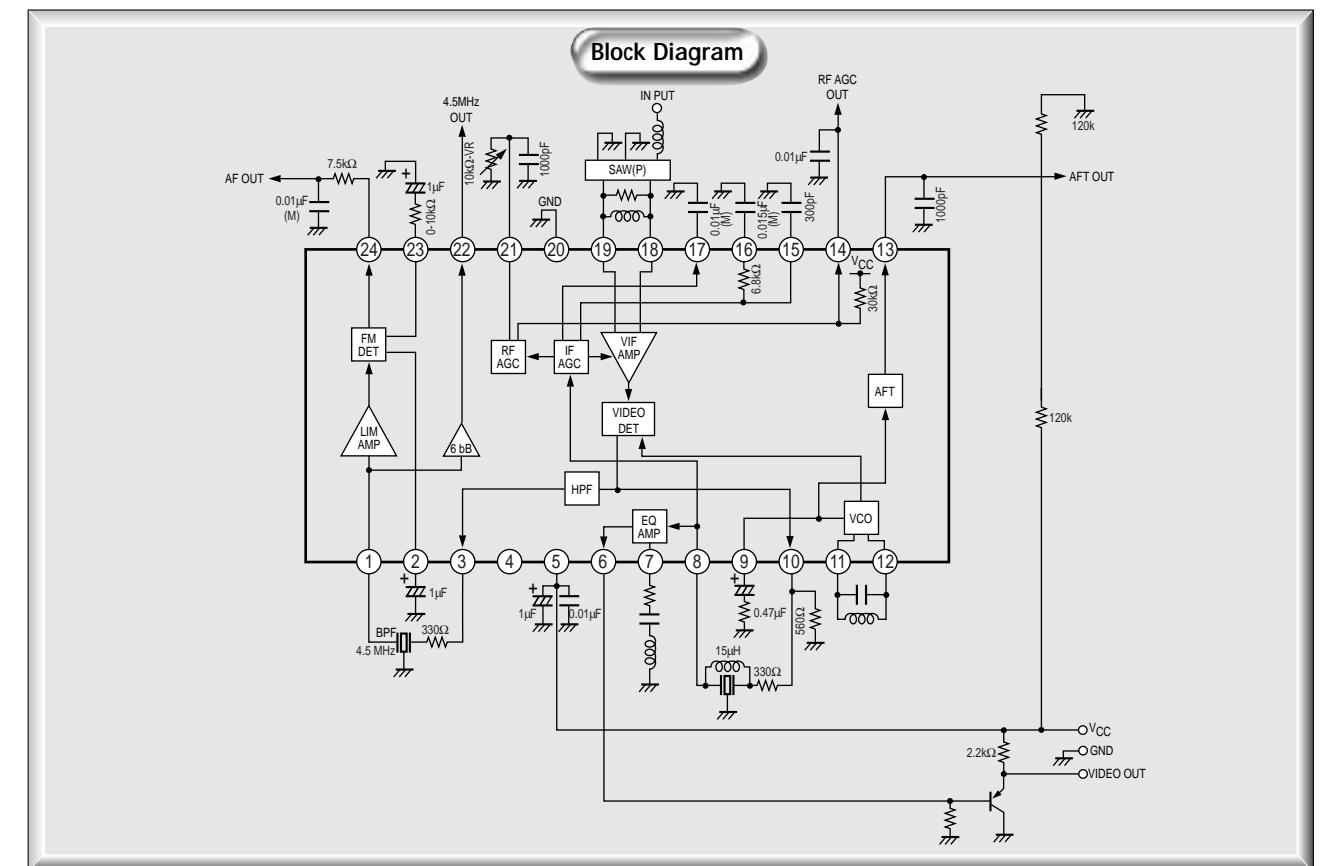 Block Diagram
RF AGC
OUT
IN PUT
4.5MHz
OUT
120k
10kΩ-VR
1000pF
0.01µF
7.5kΩ
SAW(P)
AF OUT
1µF
AFT OUT
0.01µF
(M)
0-10kΩ
GND
0.01µF
(M)
0.015µF
(M)
300pF
1000pF
24
23
22
21
20
19
18
17
16
15
14
13
VCC
6.8kΩ
30kΩ
FM
DET
RF
AGC
IF
AGC
VIF
AMP
AFT
LIM
AMP
6 bB
VIDEO
DET
120k
HPF
EQ
AMP
VCO
1
2
3
4
5
6
7
8
9
10
11
12
+
1µF
1µF
0.01µF
+
0.47µF
560Ω
BPF
4.5 MHz
330Ω
15µH
330Ω
VCC
2.2kΩ
GND
VIDEO OUT